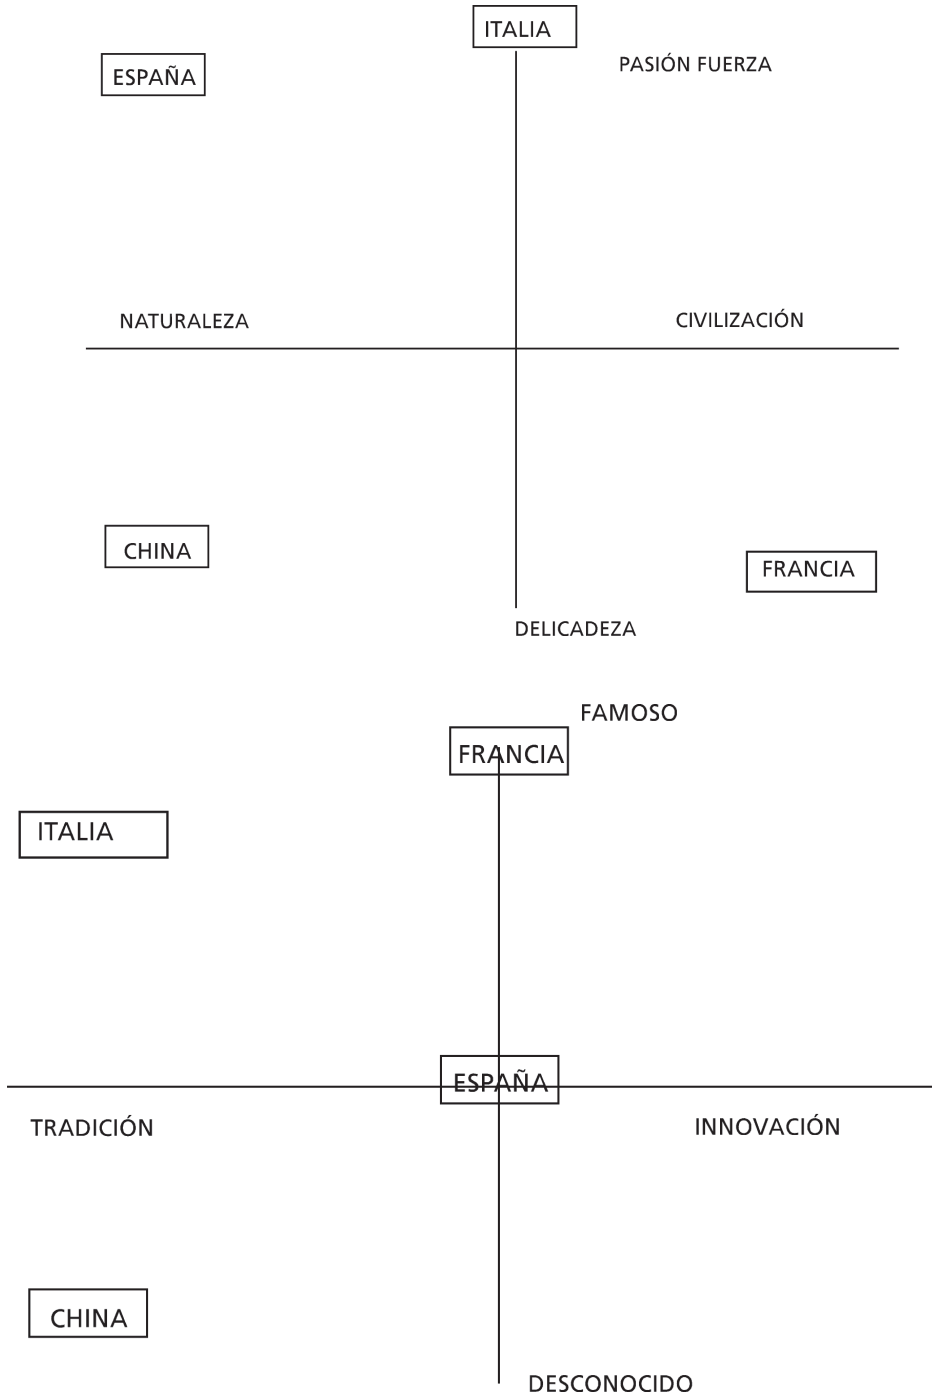 ITALIA
PASIÓN FUERZA
ESPAÑA
NATURALEZA
CIVILIZACIÓN
CHINA
FRANCIA
DELICADEZA
FAMOSO
FRANCIA
ITALIA
ESPAÑA
TRADICIÓN
INNOVACIÓN
CHINA
DESCONOCIDO